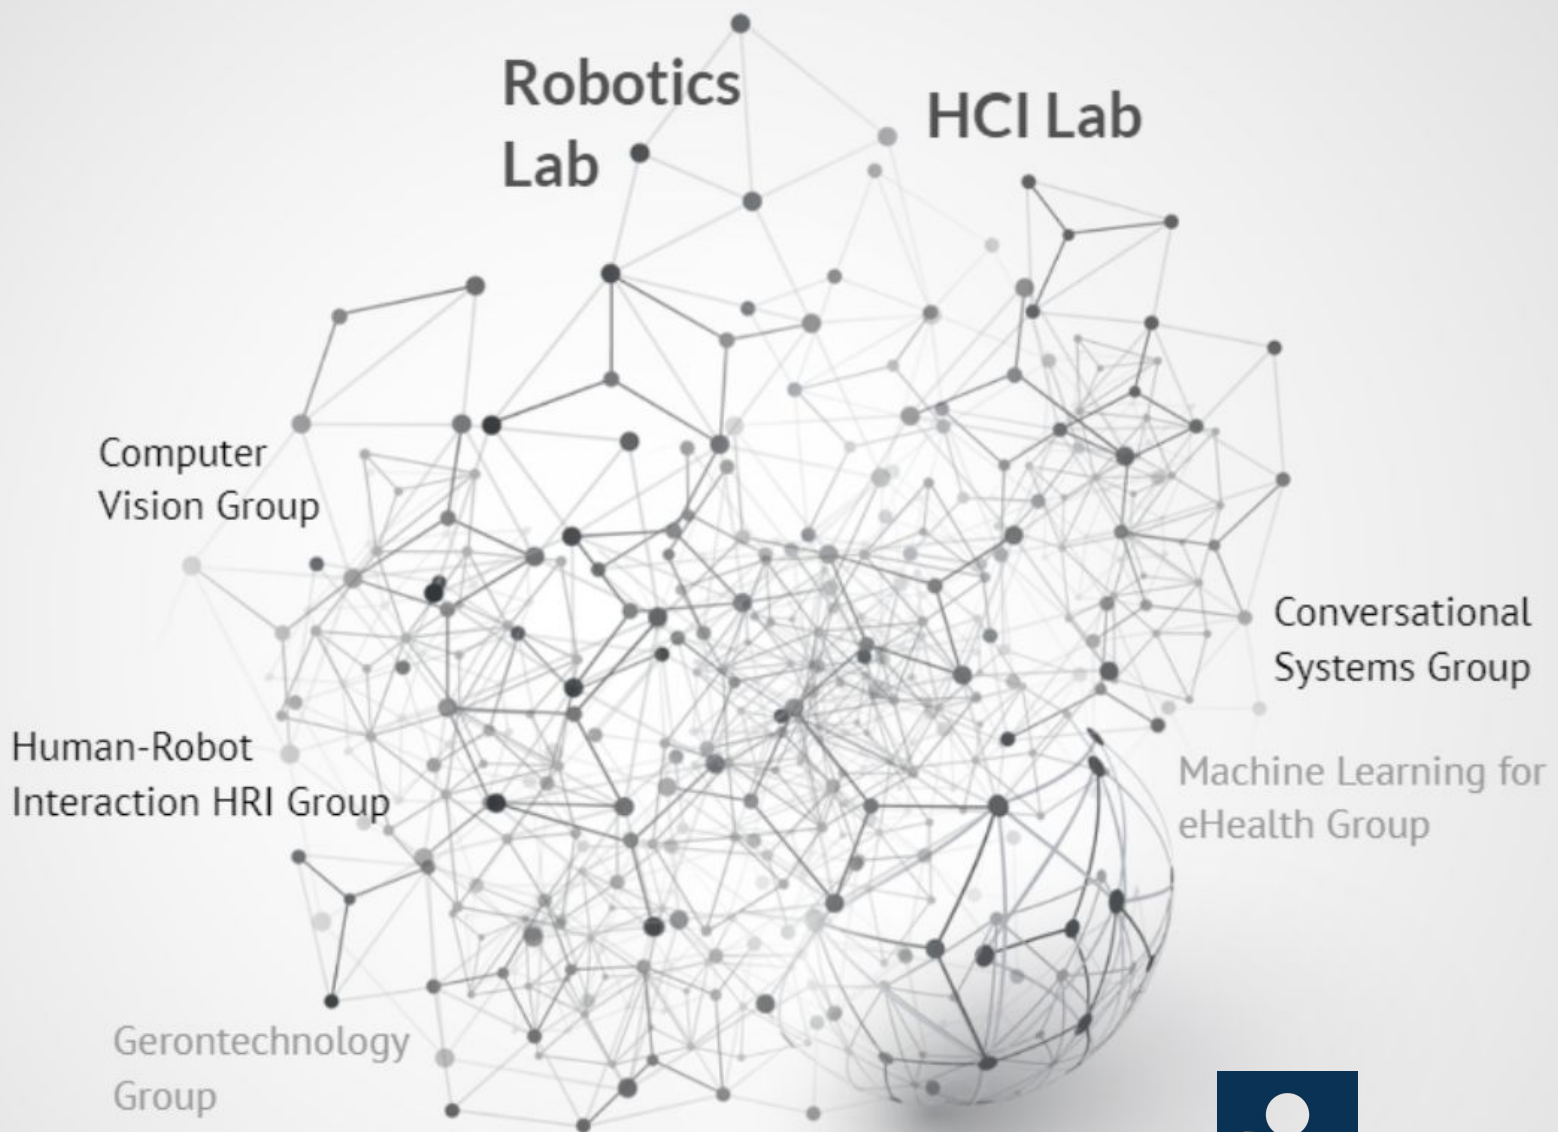 Robotics
Lab
HCI Lab
Computer
Vision Group
Conversational
Systems Group
Human-Robot
Interaction HRI Group
Machine Learning for
eHealth Group
Gerontechnology
Group